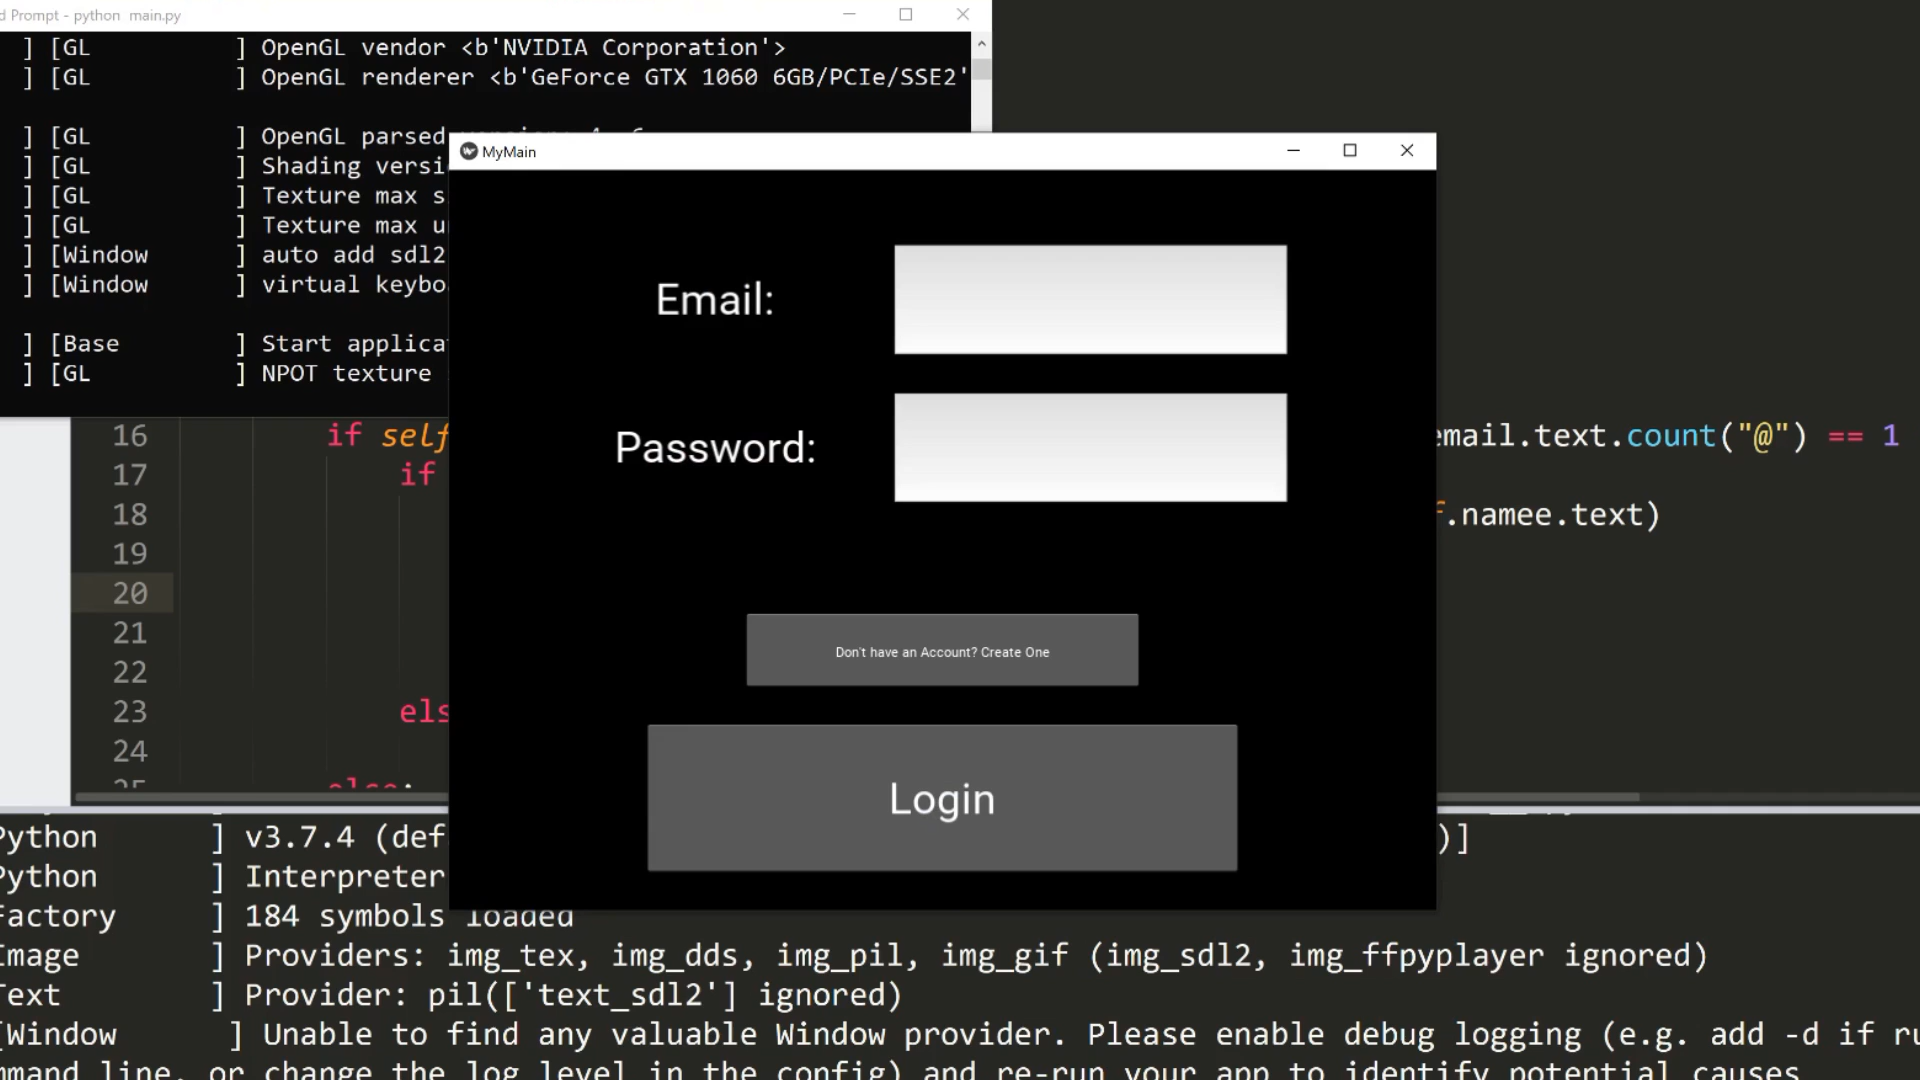 d Prompt - python  main.py
] [GL          ] OpenGL vendor <b'NVIDIA Corporation'>
] [GL          ] OpenGL renderer <b'GeForce GTX 1060 6GB/PCIe/SSE2'
] [GL          ] OpenGL parsed
] [GL          ] Shading versi
] [GL          ] Texture max s
] [GL          ] Texture max u
] [Window      ] auto add sdl2
] [Window      ] virtual keybo
] [Base        ] Start applica
] [GL          ] NPOT texture
MyMain
Email:
Password:
Don't have an Account? Create One
Login
16 if self email.text.count("@") == 1
17 if
18 f.namee.text)
19
20
21
22
23 els
24
25 else:
Python      ] v3.7.4 (def )]
Python      ] Interpreter
Factory     ] 184 symbols loaded
Image       ] Providers: img_tex, img_dds, img_pil, img_gif (img_sdl2, img_ffpyplayer ignored)
Text        ] Provider: pil(['text_sdl2'] ignored)
[Window     ] Unable to find any valuable Window provider. Please enable debug logging (e.g. add -d if ru
mmand line, or change the log level in the config) and re-run your app to identify potential causes